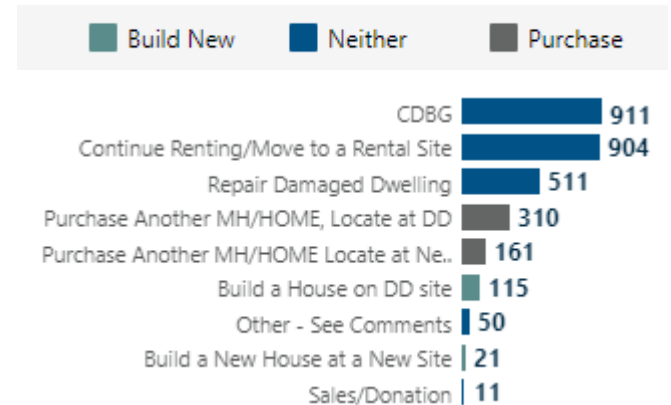 Build New Neither Purchase
CDBG 911
Continue Renting/Move to a Rental Site 904
Repair Damaged Dwelling 511
Purchase Another MH/HOME, Locate at DD 310
Purchase Another MH/HOME Locate at Ne.. 161
Build a House on DD site 115
Other - See Comments 50
Build a New House at a New Site 21
Sales/Donation 11